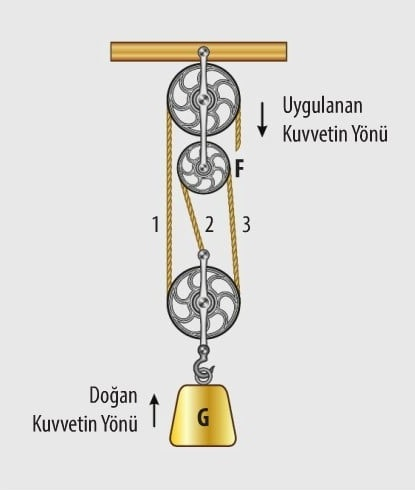 Uygulanan
Kuvvetin Yönü
F
1 2 3
Doğan
Kuvvetin Yönü
G